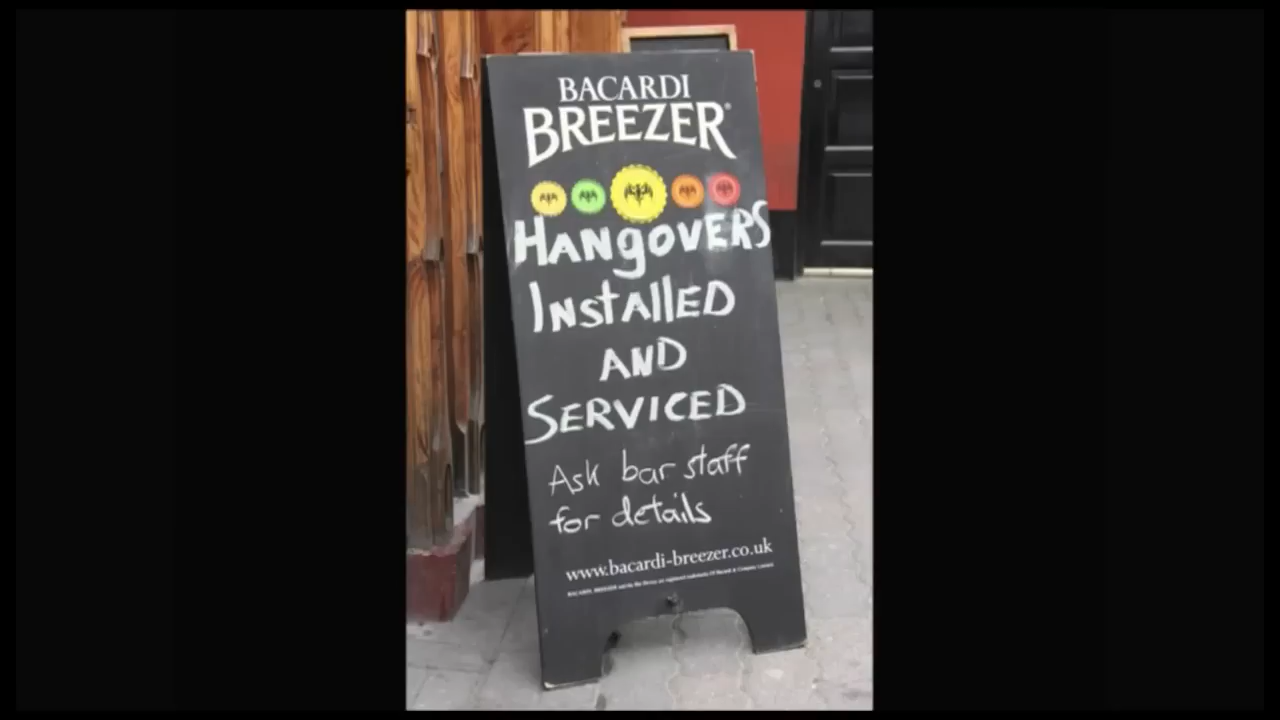 BACARDI
BREEZER®
HANgOVERS
INstAllED
AND
SERVICED
Ask bar staff
for details
www.bacardi-breezer.co.uk